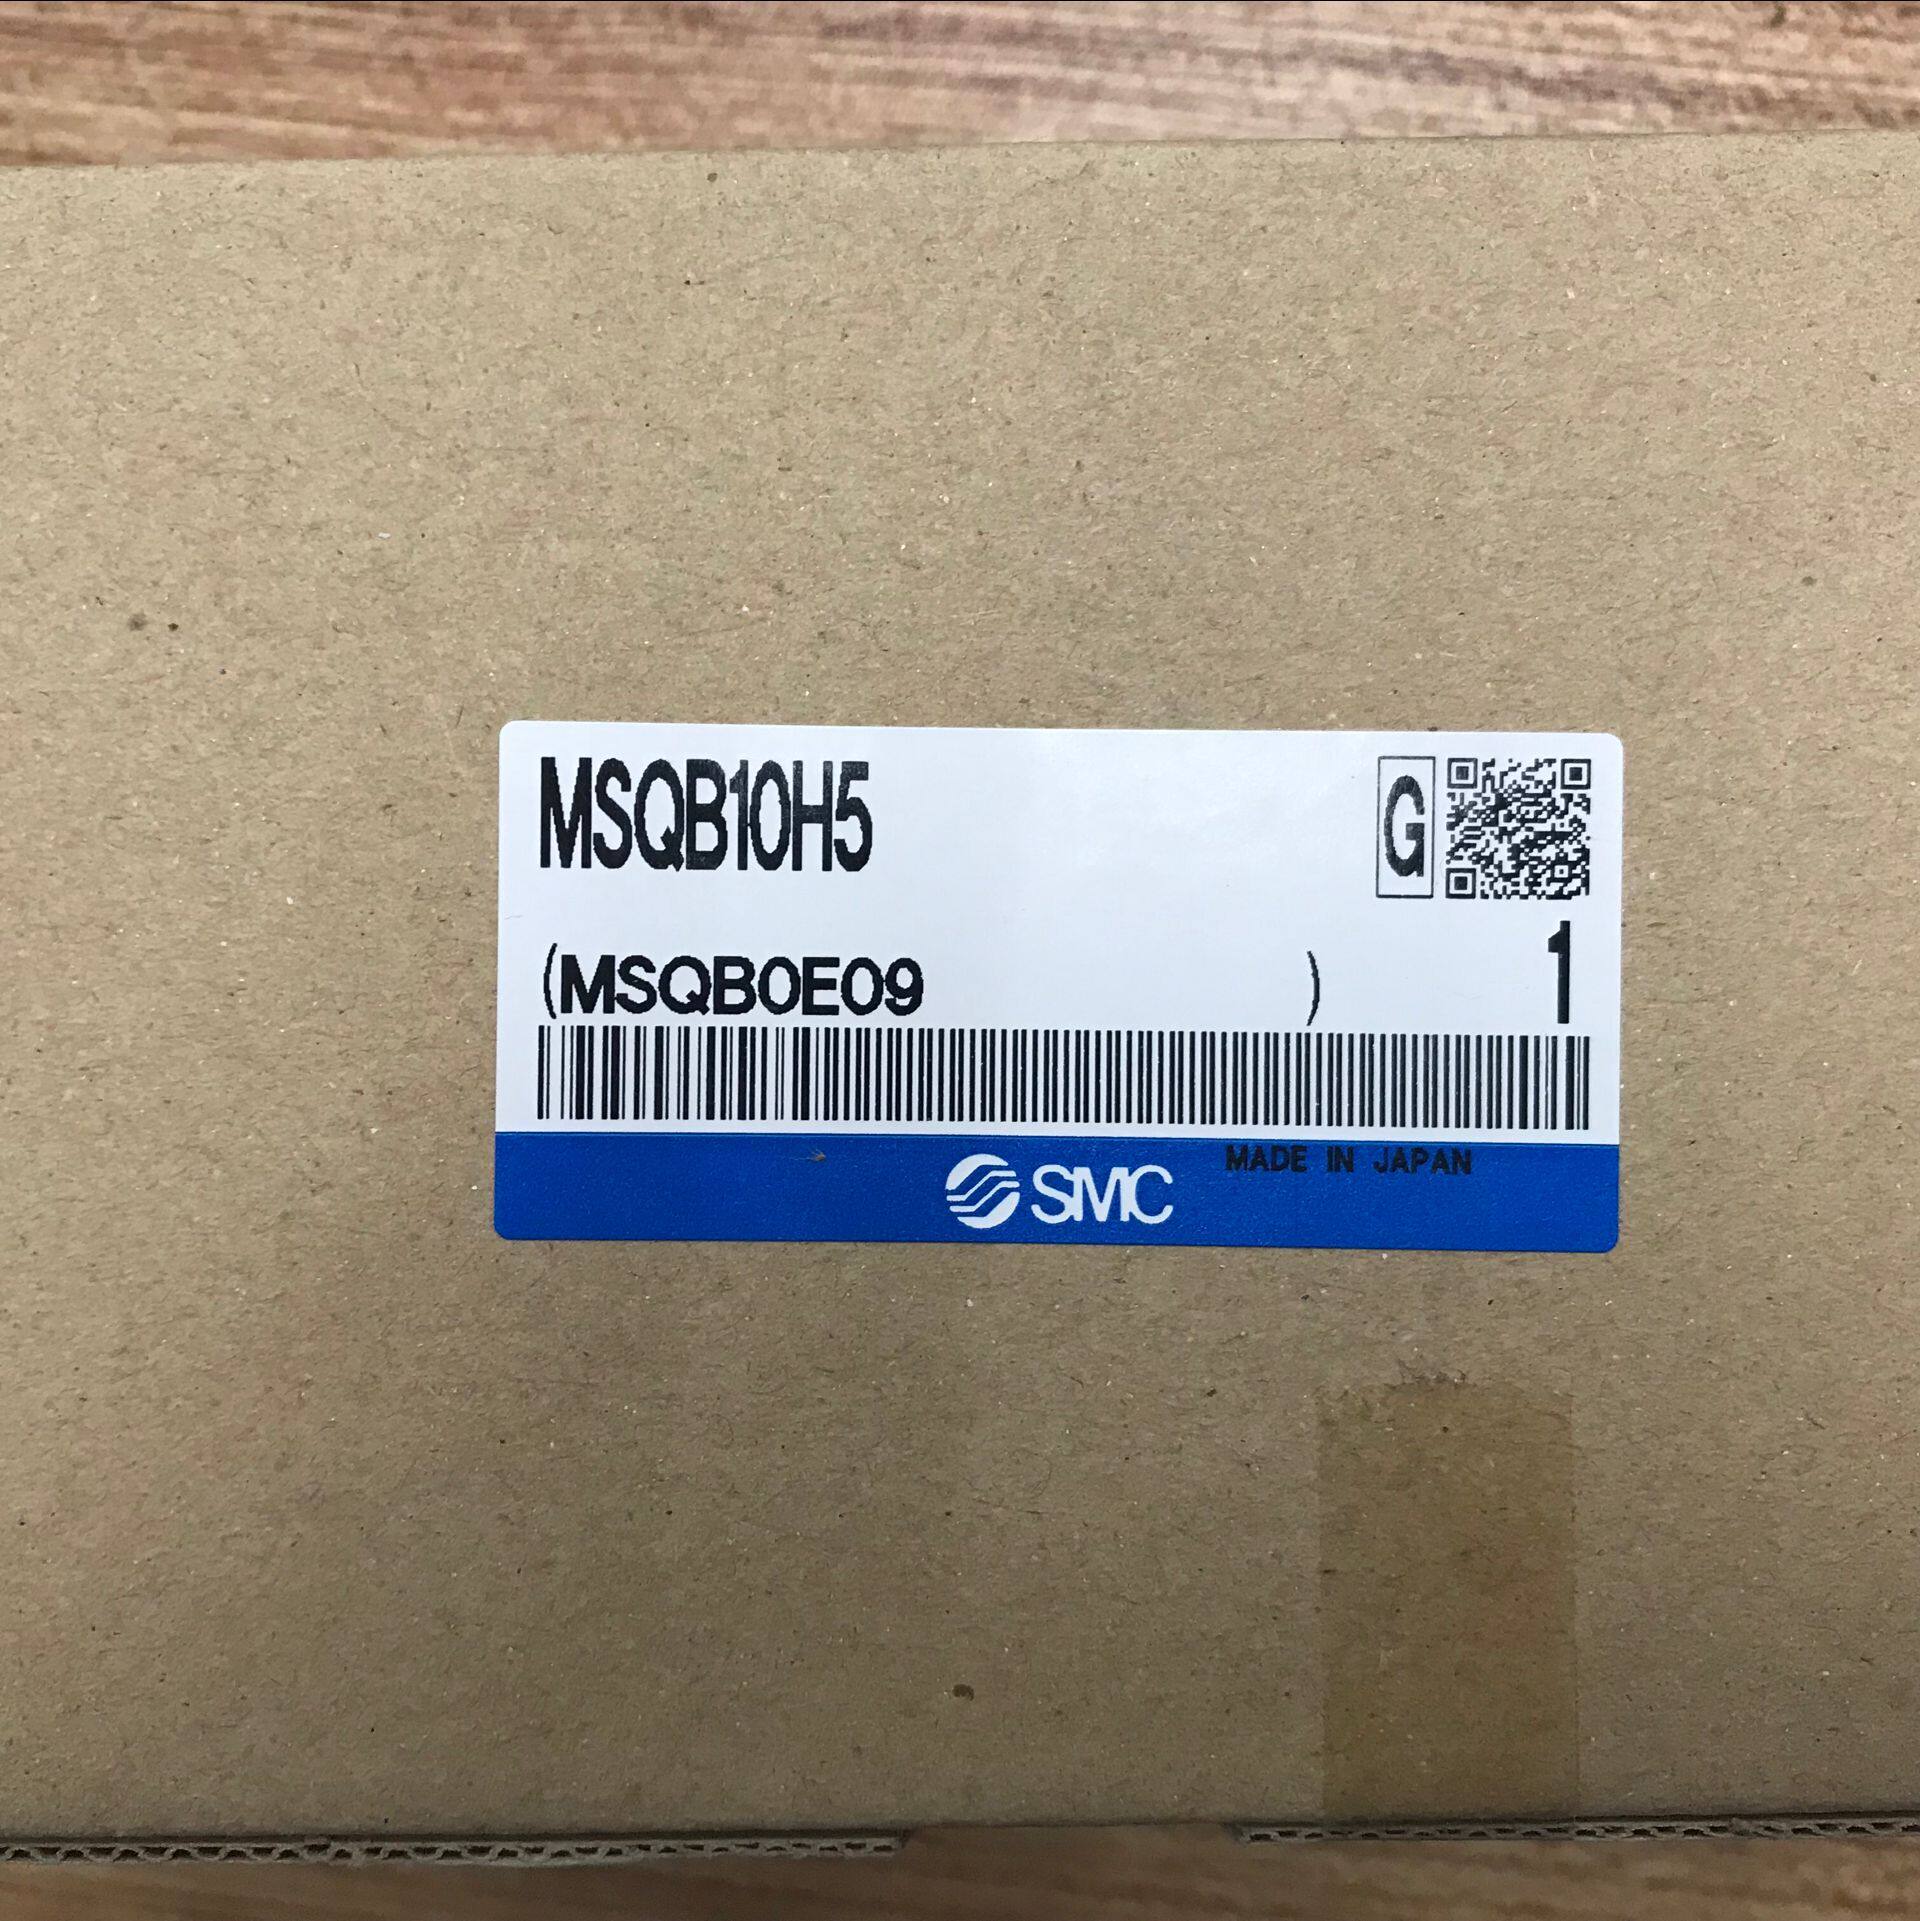 MSQB10H5 G
(MSQB0E09 ) 1
MADE IN JAPAN
SMC